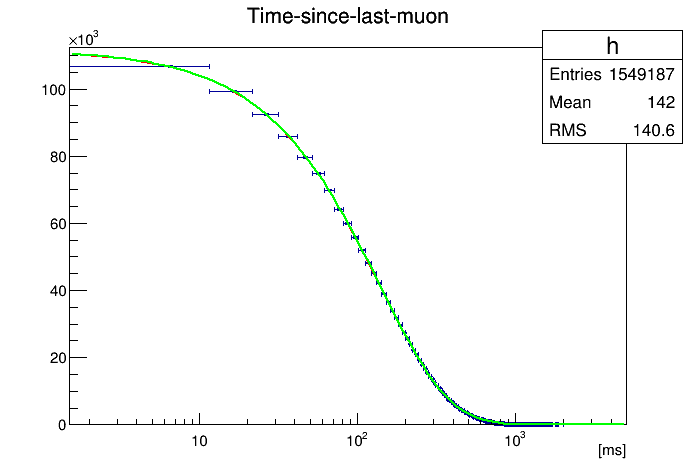 Time-since-last-muon
×10³
h
Entries 1549187
Mean 142
RMS 140.6
100
80
60
40
20
0
10 10² 10³
[ms]